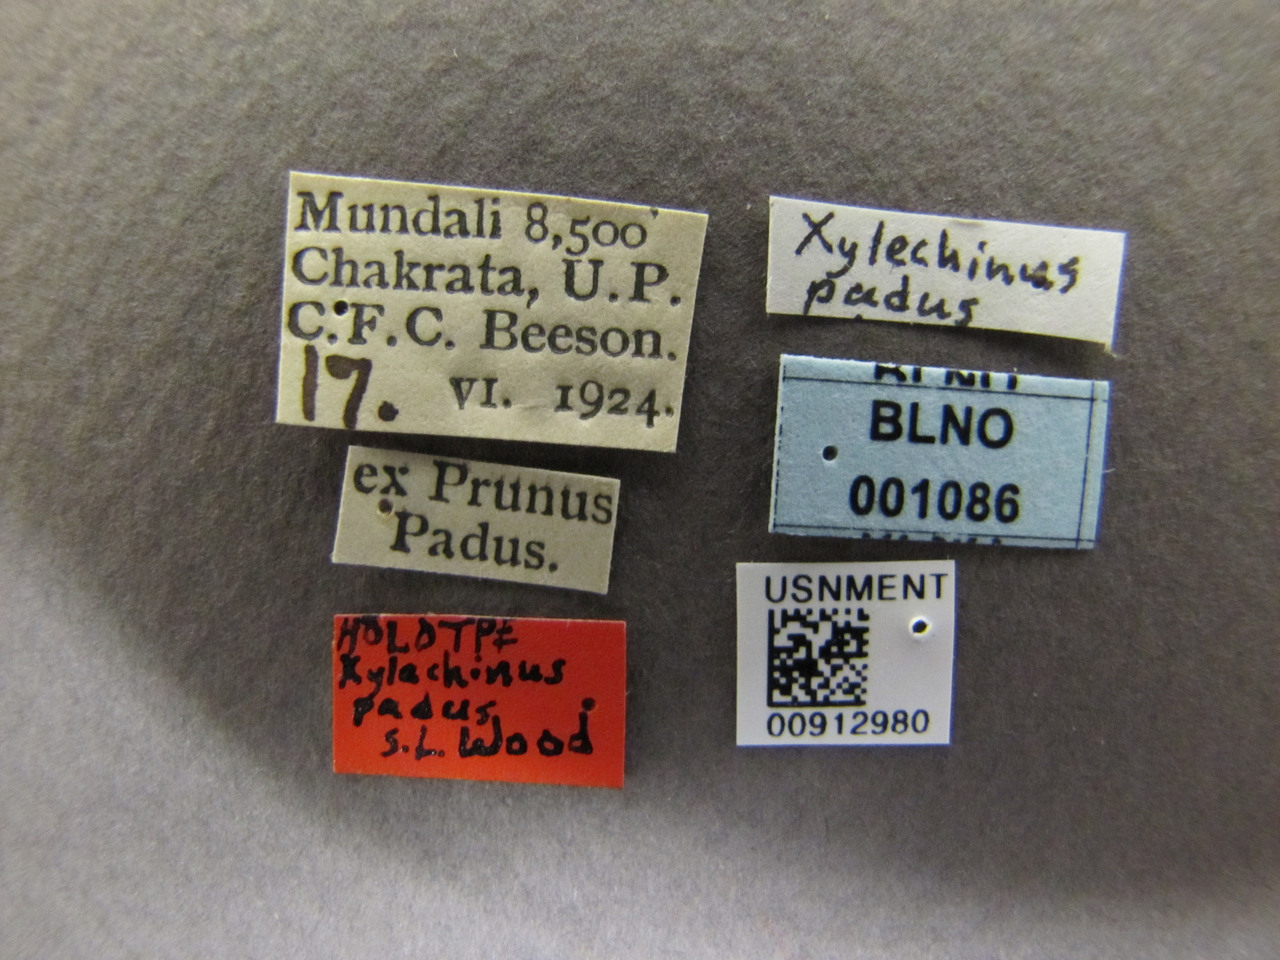 Mundali 8,500'
Chakrata, U.P.
C.F.C. Beeson.
17. VI. 1924.
ex Prunus
Padus.
HOLOTPE
Xylechinus
padus
S.L. Wood
Xylechinus
padus
BLNO
001086
USNMENT
00912980